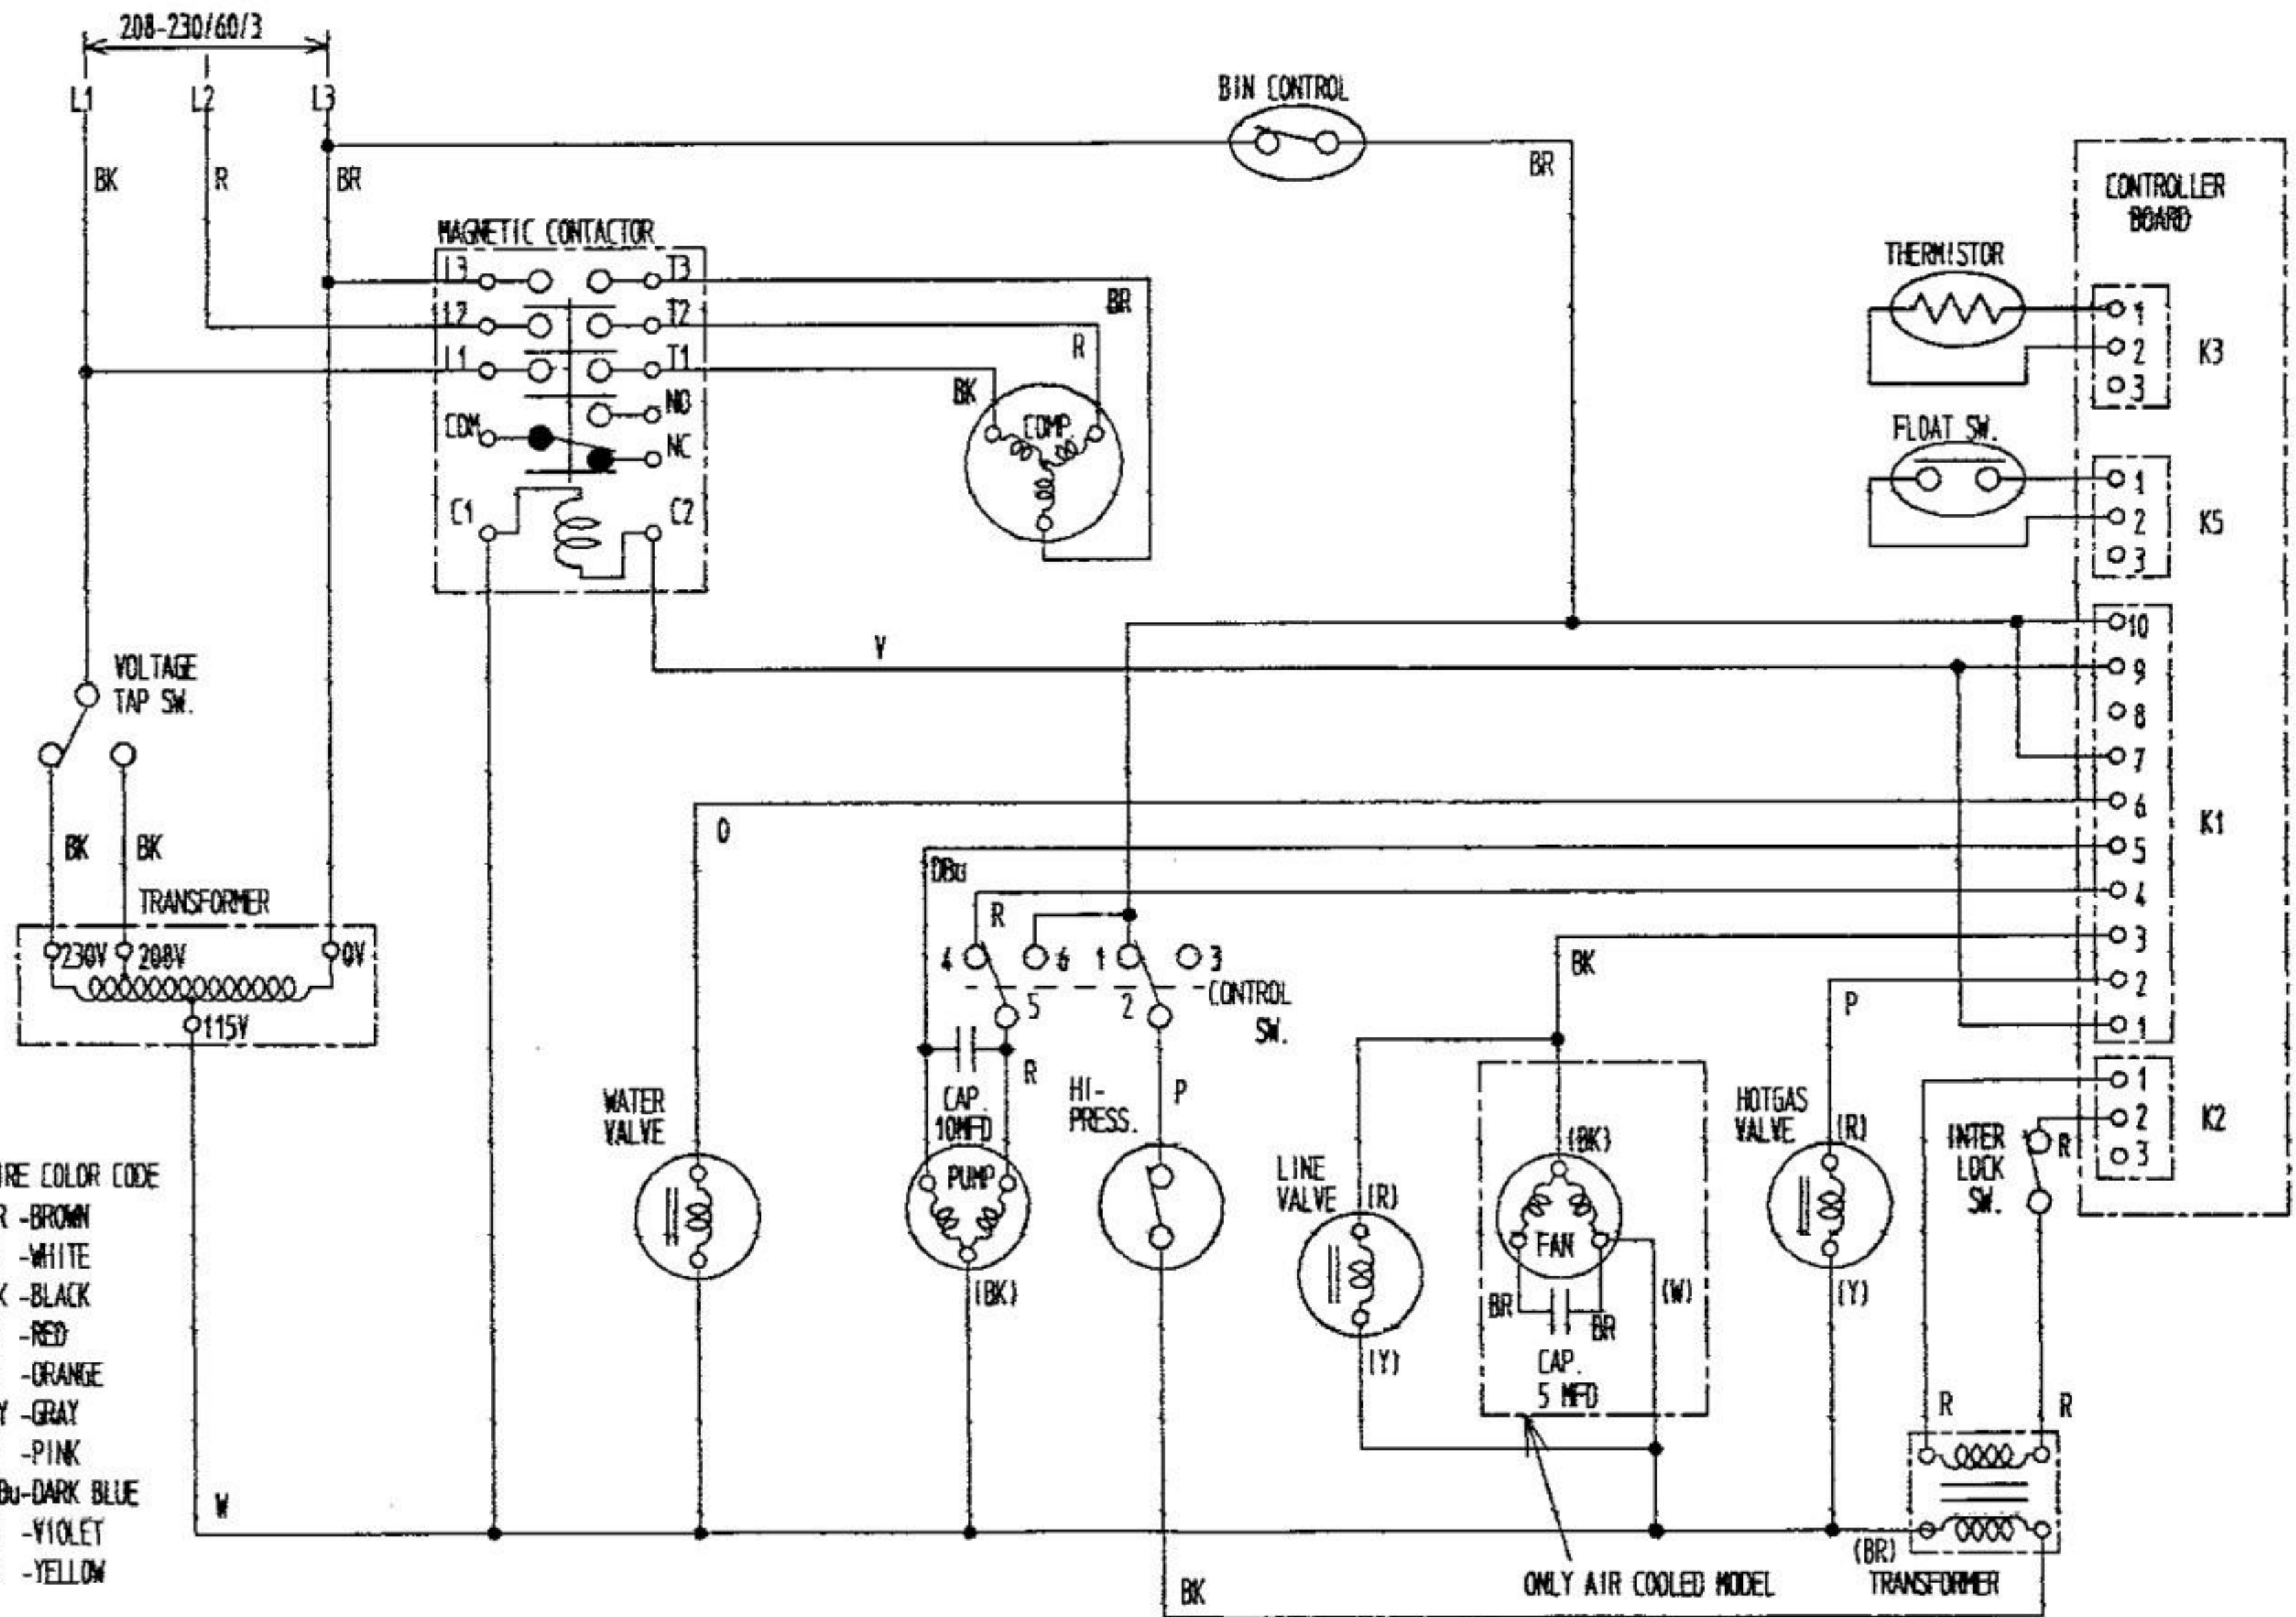 208-230/60/3
L1
L2
L3
BK
R
BR
BIN CONTROL
BR
CONTROLLER
BOARD
MAGNETIC CONTACTOR
L3
T3
L2
T2
L1
T1
NO
COM
NC
C1
C2
BR
R
BK
COMP.
THERMISTOR
1
2
3
K3
FLOAT SW.
1
2
3
K5
10
9
8
7
6
5
4
3
2
1
K1
1
2
3
K2
V
VOLTAGE
TAP SW.
BK
BK
TRANSFORMER
230V
208V
0V
115V
O
DBu
R
4
6
1
3
5
2
CONTROL
SW.
BK
P
WATER
VALVE
CAP.
10MFD
R
PUMP
(BK)
HI-
PRESS.
P
LINE
VALVE
(R)
(Y)
(BK)
FAN
BR
BR
(W)
CAP.
5 MFD
HOTGAS
VALVE
(R)
(Y)
INTER
LOCK
SW.
R
R
R
(BR)
TRANSFORMER
ONLY AIR COOLED MODEL
BK
W
IRE COLOR CODE
R -BROWN
-WHITE
K -BLACK
-RED
-ORANGE
Y -GRAY
-PINK
Bu-DARK BLUE
-VIOLET
-YELLOW